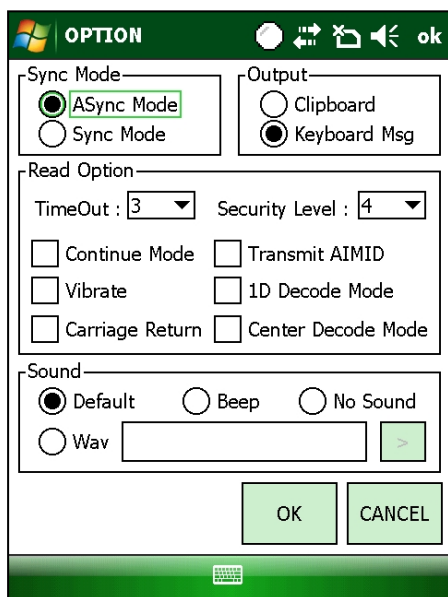 OPTION ok
Sync Mode
ASync Mode
Sync Mode
Output
Clipboard
Keyboard Msg
Read Option
TimeOut : 3 Security Level : 4
Continue Mode Transmit AIMID
Vibrate 1D Decode Mode
Carriage Return Center Decode Mode
Sound
Default Beep No Sound
Wav >
OK CANCEL